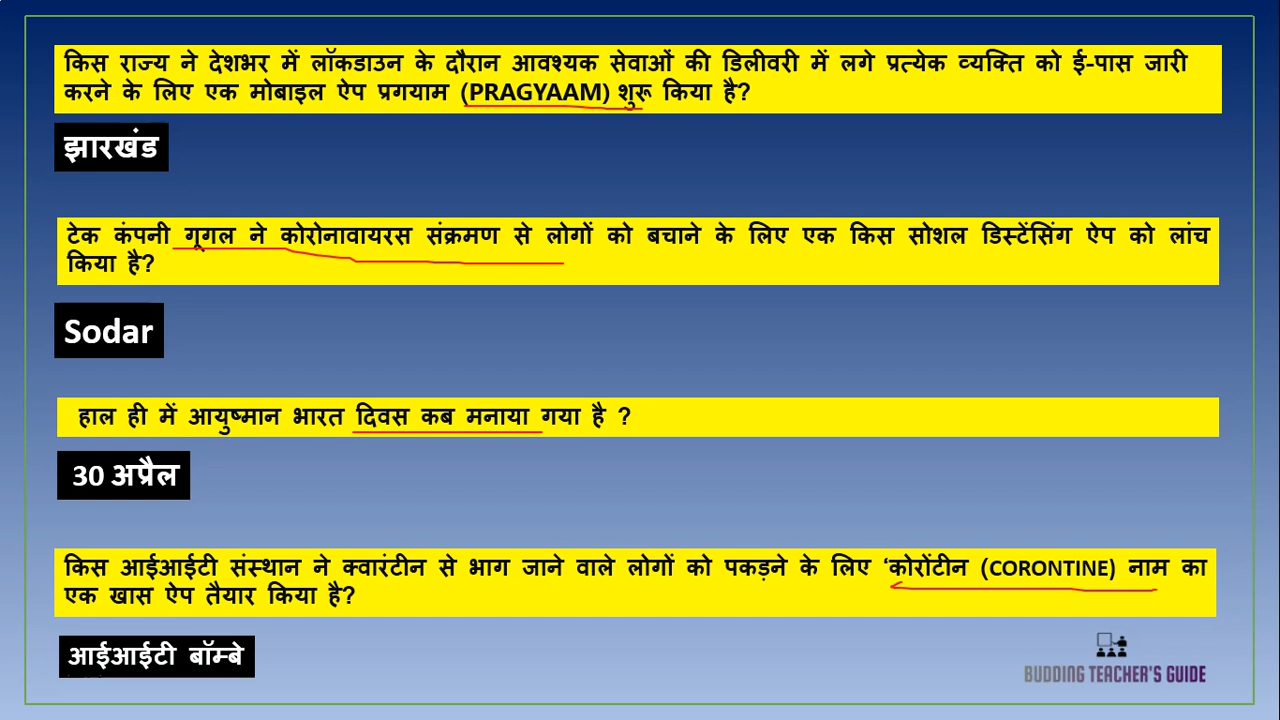 किस राज्य ने देशभर में लॉकडाउन के दौरान आवश्यक सेवाओं की डिलीवरी में लगे प्रत्येक व्यक्ति को ई-पास जारी
करने के लिए एक मोबाइल ऐप प्रगयाम (PRAGYAAM) शुरू किया है?
झारखंड
टेक कंपनी गूगल ने कोरोनावायरस संक्रमण से लोगों को बचाने के लिए एक किस सोशल डिस्टेंसिंग ऐप को लांच
किया है?
Sodar
हाल ही में आयुष्मान भारत दिवस कब मनाया गया है ?
30 अप्रैल
किस आईआईटी संस्थान ने क्वारंटीन से भाग जाने वाले लोगों को पकड़ने के लिए ‘कोरोंटीन (CORONTINE) नाम का
एक खास ऐप तैयार किया है?
आईआईटी बॉम्बे
BUDDING TEACHER'S GUIDE